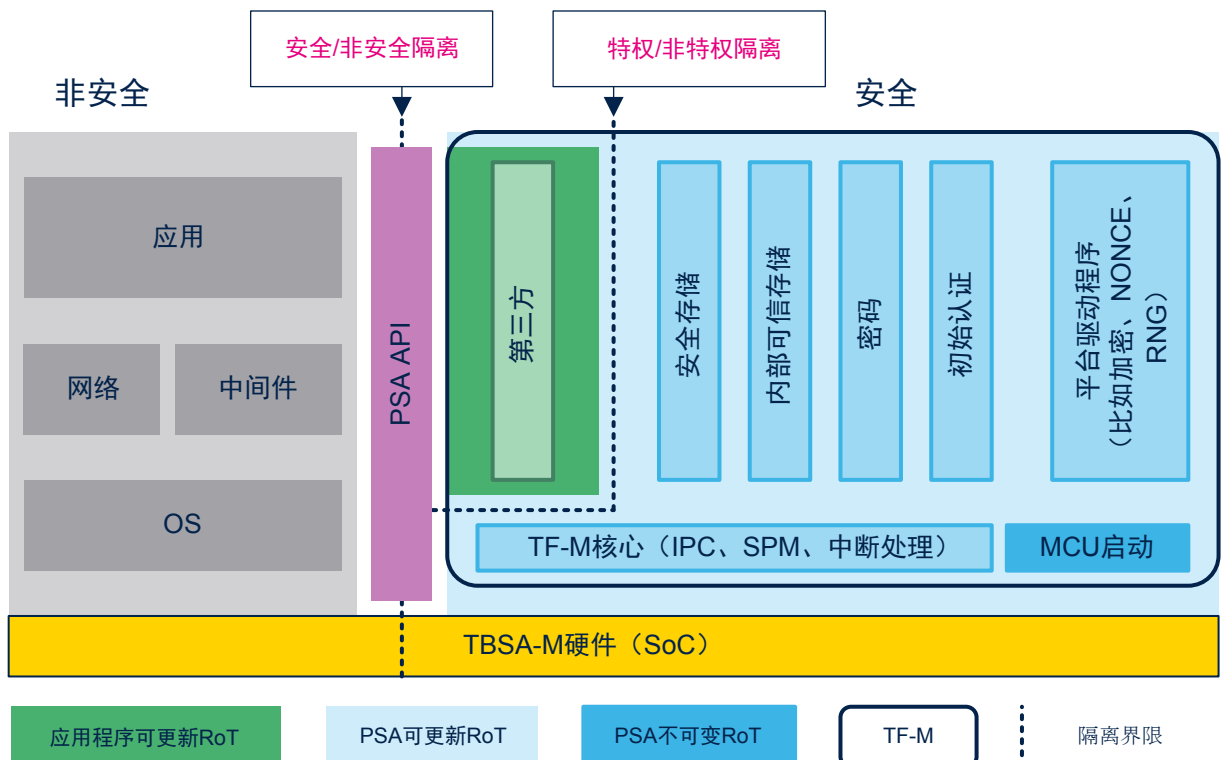 安全/非安全隔离
特权/非特权隔离
非安全
安全
应用
网络
中间件
OS
PSA API
第三方
安全存储
内部可信存储
密码
初始认证
平台驱动程序
（比如加密、NONCE、
RNG）
TF-M核心（IPC、SPM、中断处理）
MCU启动
TBSA-M硬件（SoC）
应用程序可更新RoT
PSA可更新RoT
PSA不可变RoT
TF-M
隔离界限